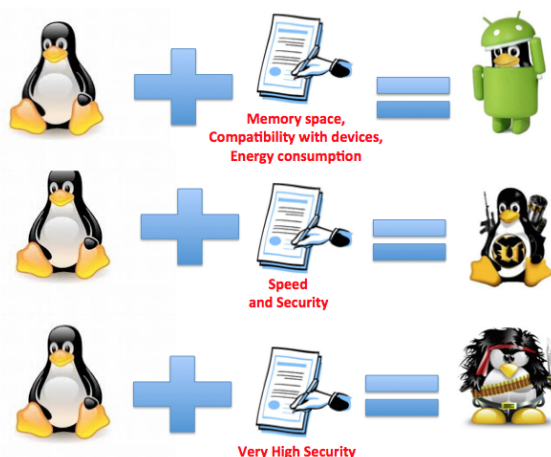 Memory space,
Compatibility with devices,
Energy consumption
Speed
and Security
Very High Security